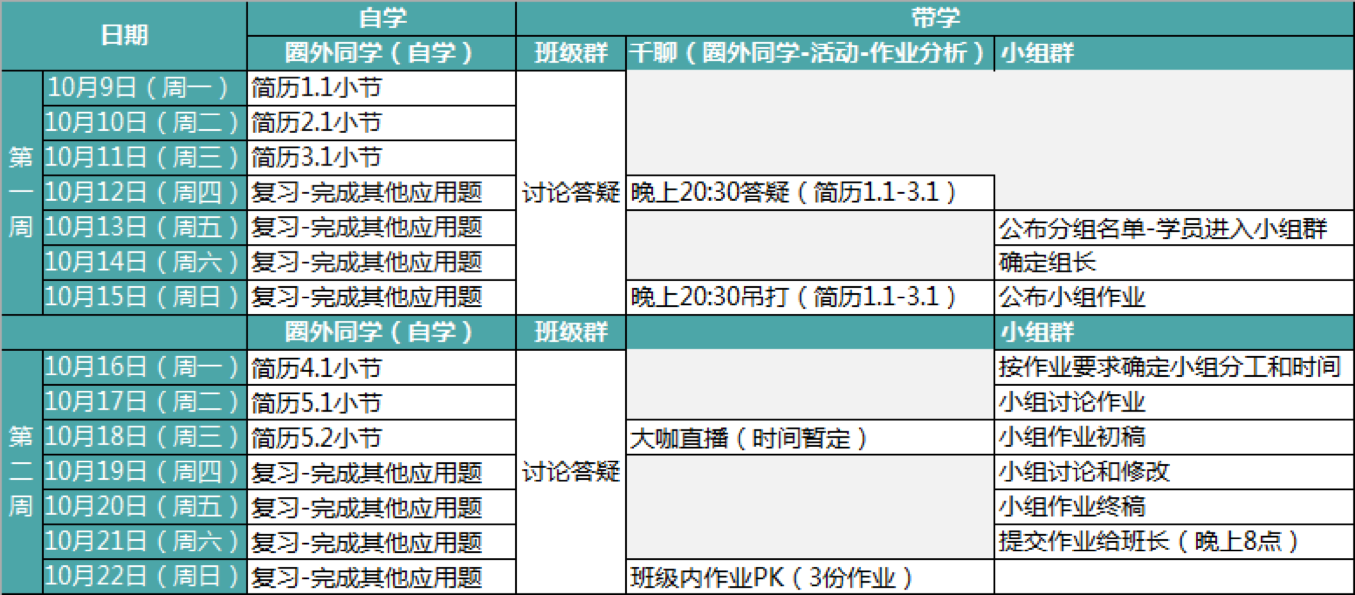 日期 自学 带学
圈外同学（自学） 班级群 千聊（圈外同学-活动-作业分析） 小组群
第一周
10月9日（周一） 简历1.1小节
10月10日（周二） 简历2.1小节
10月11日（周三） 简历3.1小节
10月12日（周四） 复习-完成其他应用题 讨论答疑 晚上20:30答疑（简历1.1-3.1）
10月13日（周五） 复习-完成其他应用题 公布分组名单-学员进入小组群
10月14日（周六） 复习-完成其他应用题 确定组长
10月15日（周日） 复习-完成其他应用题 晚上20:30吊打（简历1.1-3.1） 公布小组作业
圈外同学（自学） 班级群 小组群
第二周
10月16日（周一） 简历4.1小节 按作业要求确定小组分工和时间
10月17日（周二） 简历5.1小节 小组讨论作业
10月18日（周三） 简历5.2小节 大咖直播（时间暂定） 小组作业初稿
10月19日（周四） 复习-完成其他应用题 讨论答疑 小组讨论和修改
10月20日（周五） 复习-完成其他应用题 小组作业终稿
10月21日（周六） 复习-完成其他应用题 提交作业给班长（晚上8点）
10月22日（周日） 复习-完成其他应用题 班级内作业PK（3份作业）